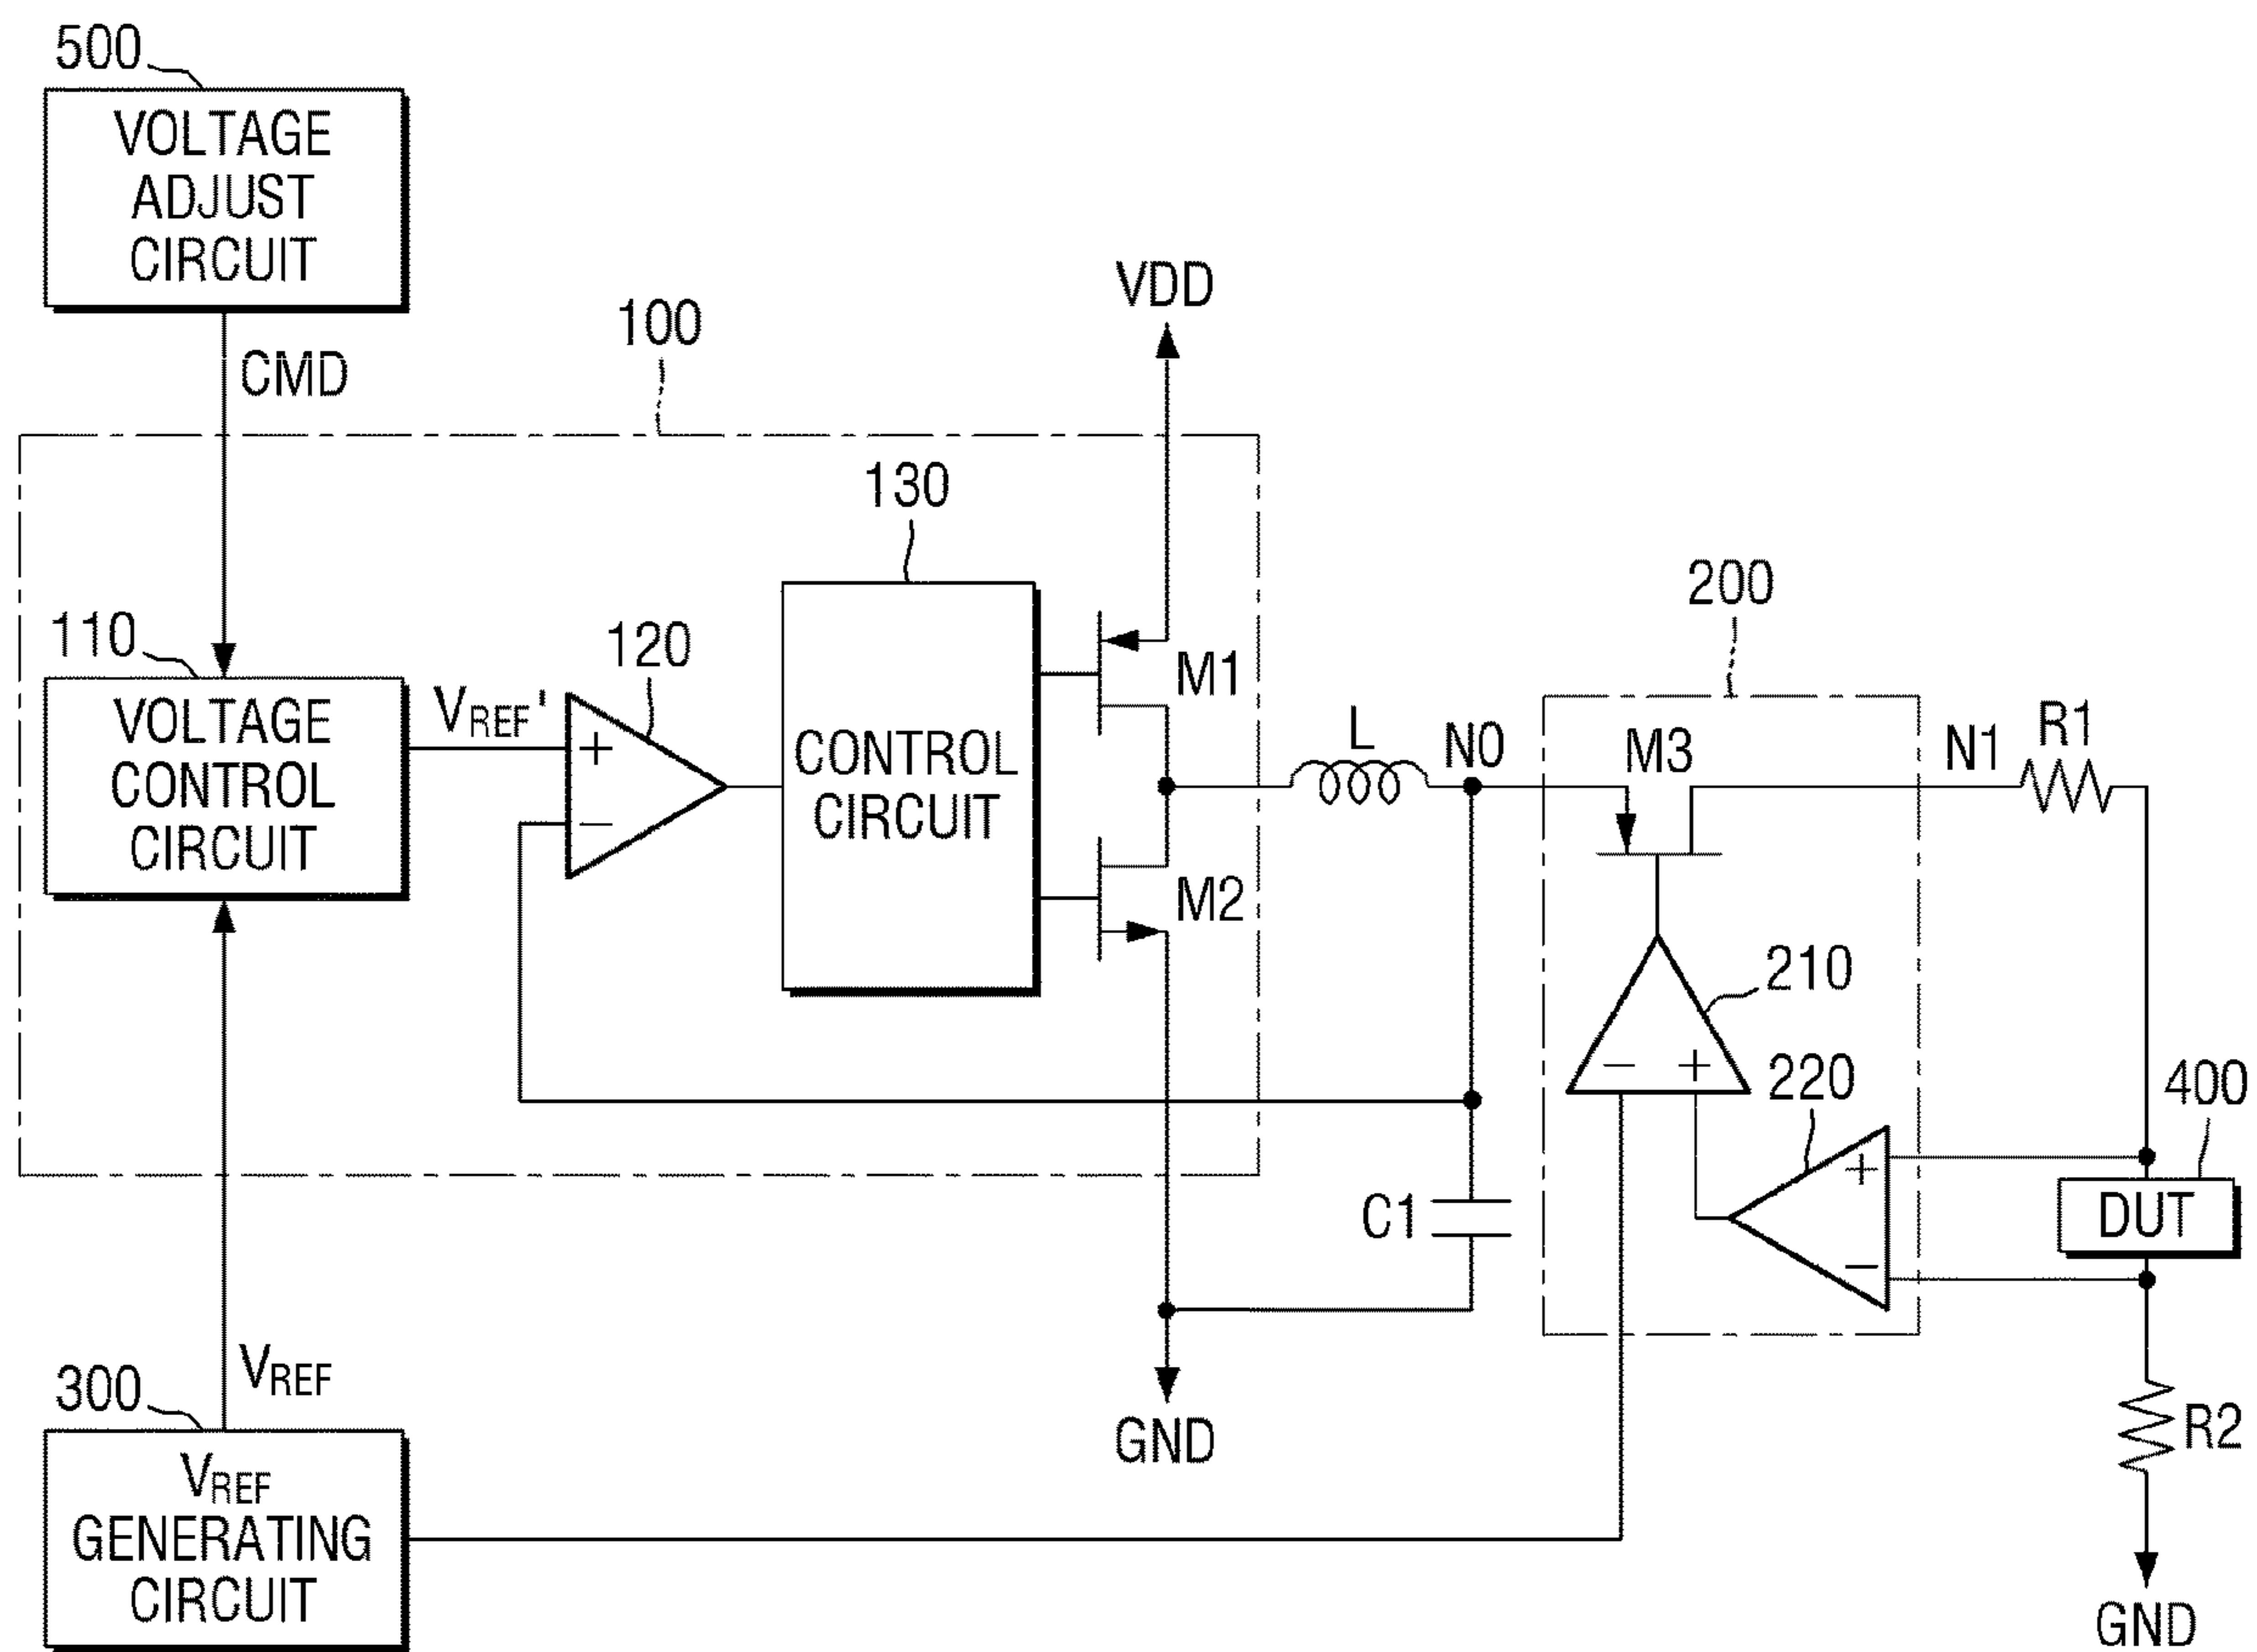 500
VOLTAGE
ADJUST
CIRCUIT
CMD
100
VDD
130
110
VOLTAGE
CONTROL
CIRCUIT
VREF'
120
+
−
CONTROL
CIRCUIT
M1
M2
L
N0
200
M3
N1
R1
210
− +
220
+
−
400
DUT
C1
R2
GND
GND
VREF
300
VREF
GENERATING
CIRCUIT